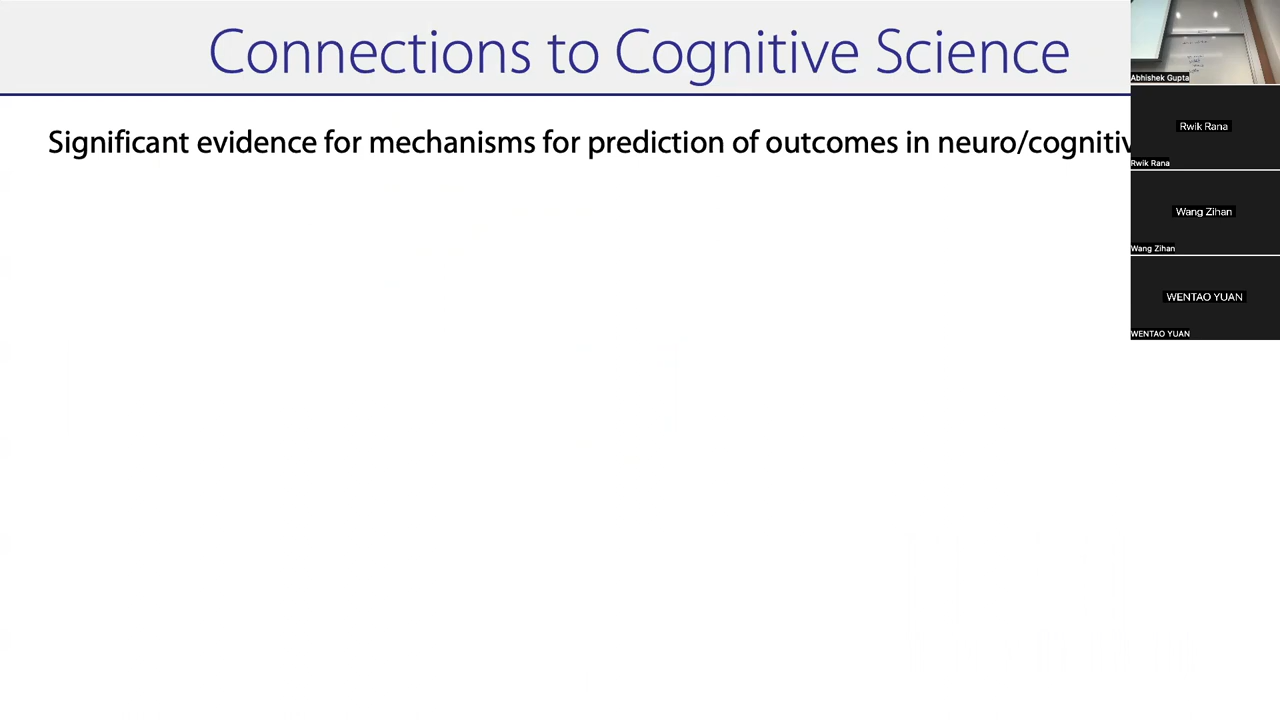 Connections to Cognitive Science
Significant evidence for mechanisms for prediction of outcomes in neuro/cognitiv
Abhishek Gupta
Rwik Rana
Rwik Rana
Wang Zihan
Wang Zihan
WENTAO YUAN
WENTAO YUAN